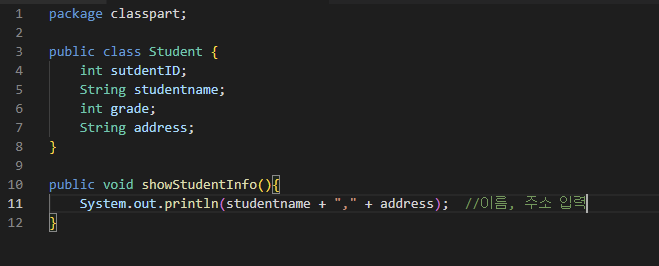 1 package classpart;
2
3 public class Student {
4     int sutdentID;
5     String studentname;
6     int grade;
7     String address;
8 }
9
10 public void showStudentInfo(){
11     System.out.println(studentname + "," + address);  //이름, 주소 입력
12 }